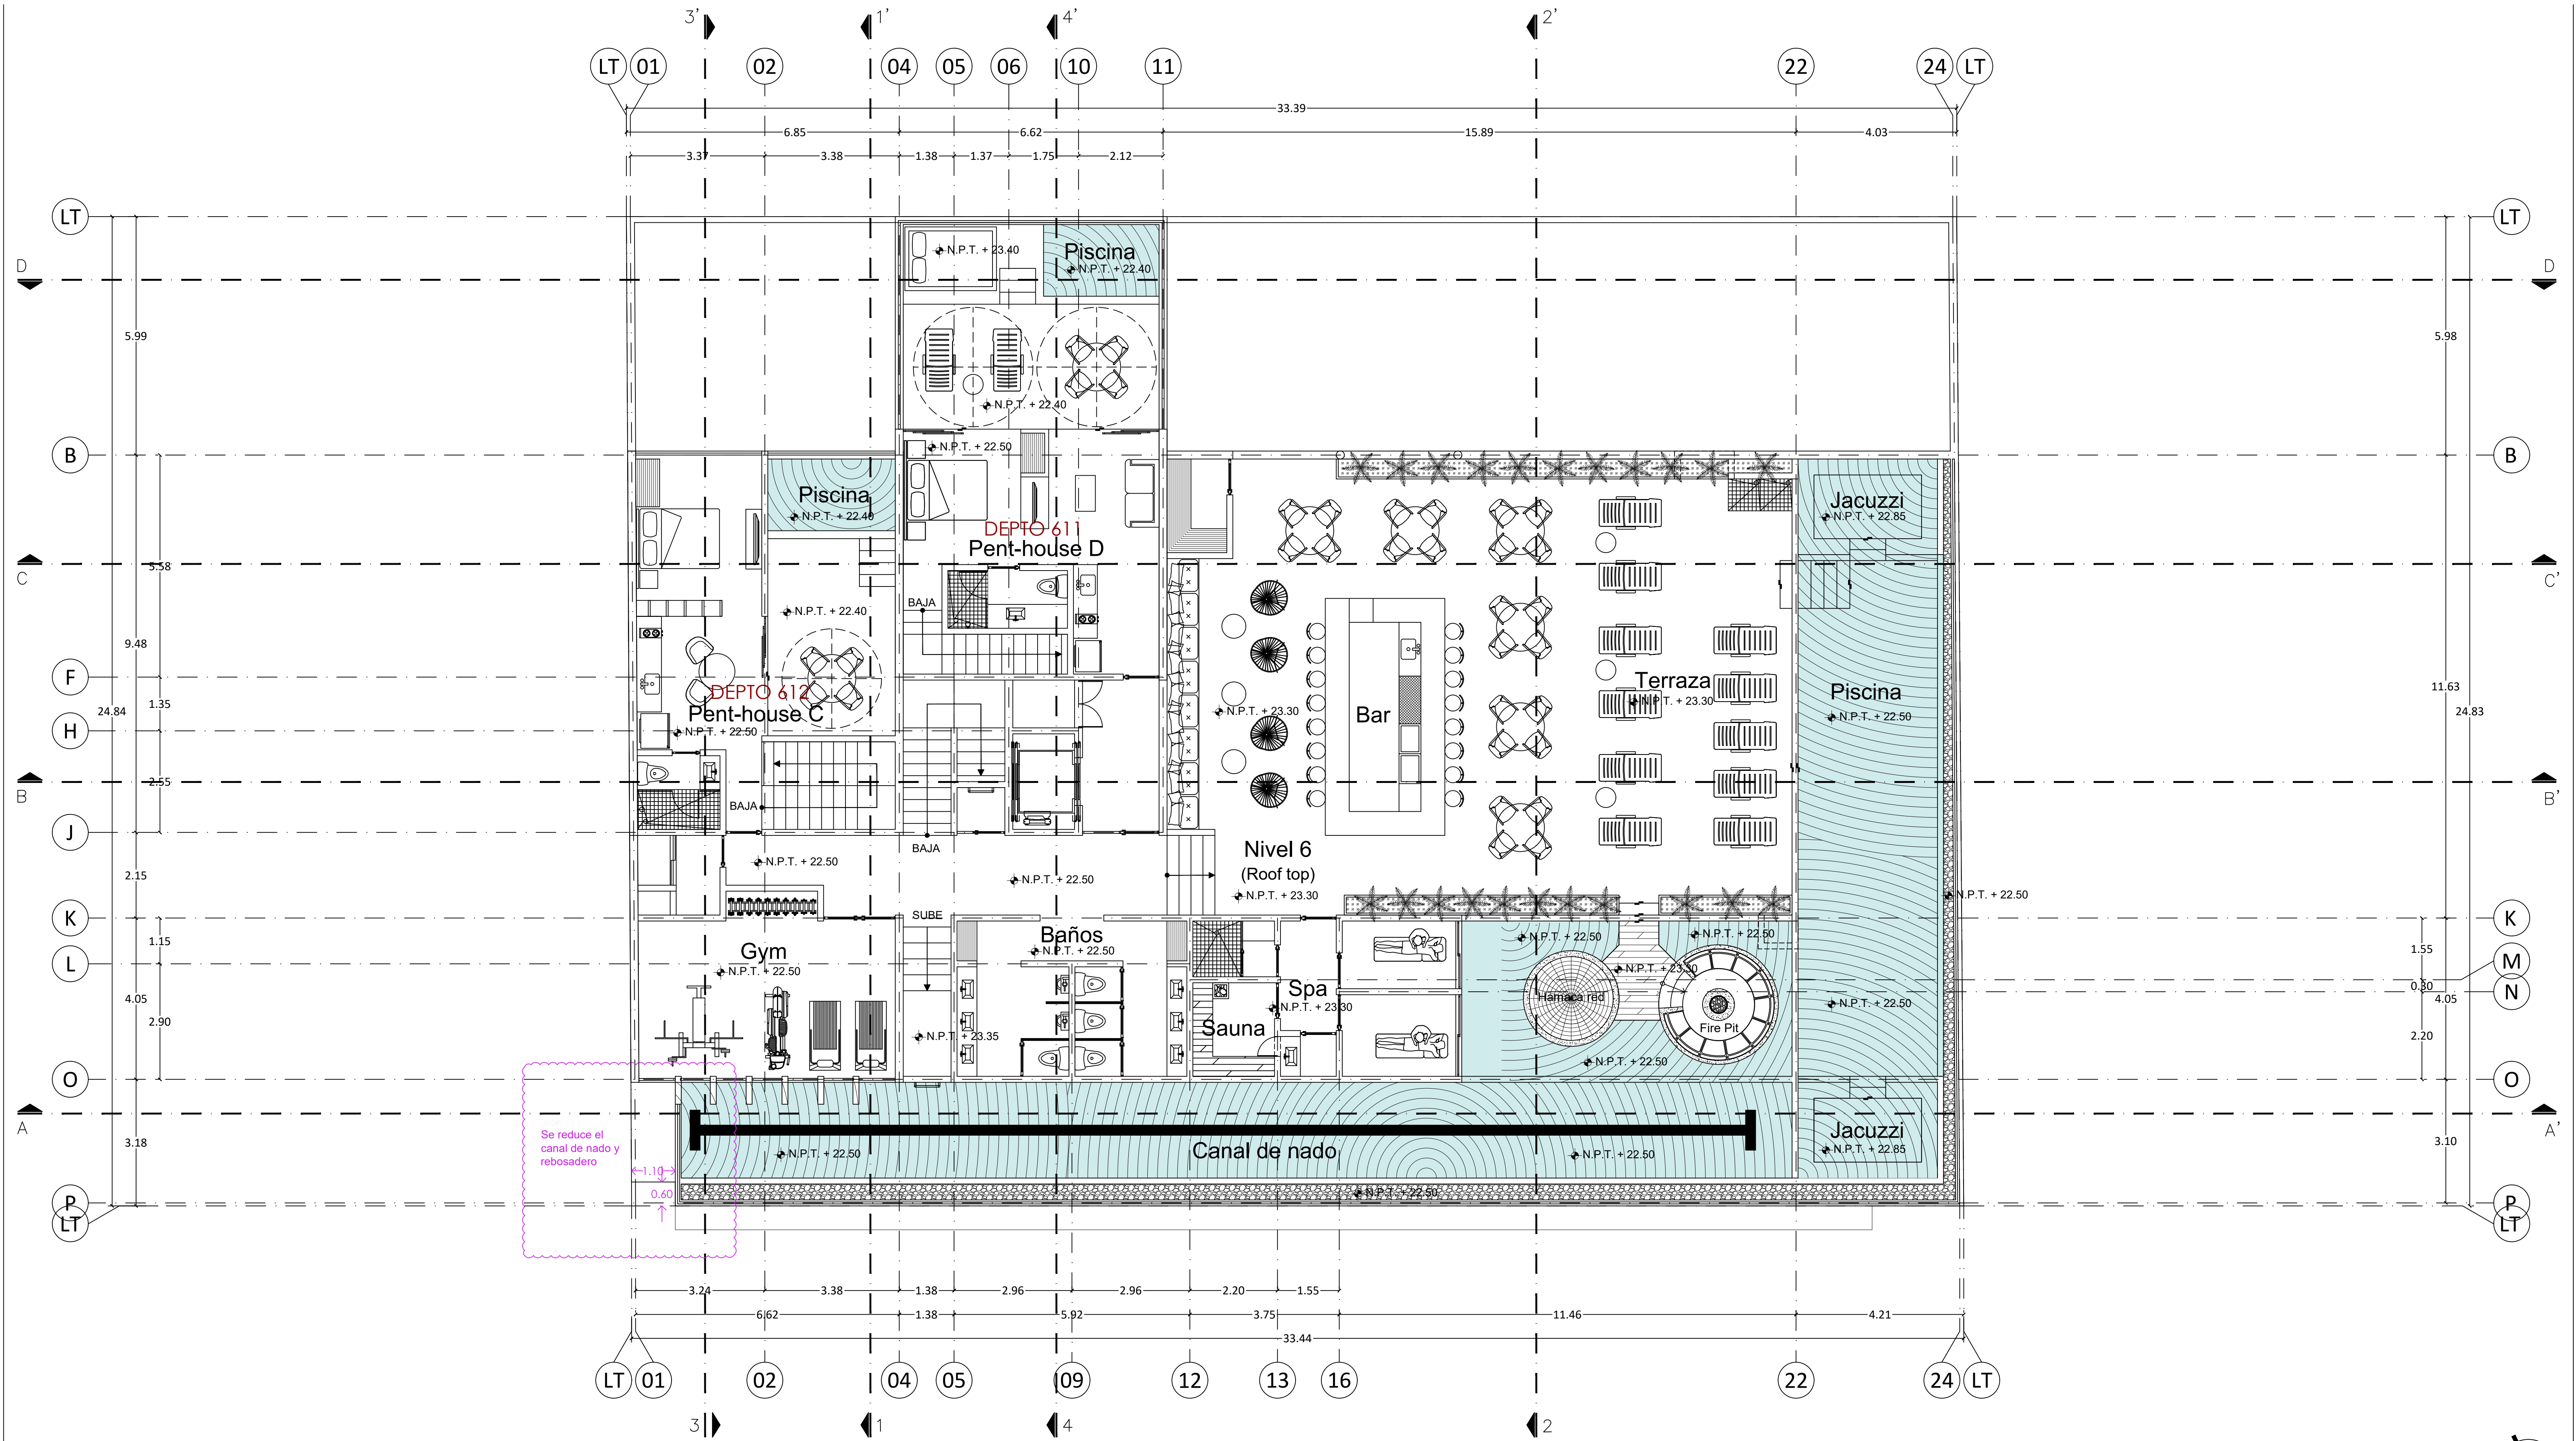 3' 1' 4' 2'
LT 01 02 04 05 06 10 11 22 24 LT
33.39
6.85 6.62 15.89 4.03
3.37 3.38 1.38 1.37 1.75 2.12
LT LT
N.P.T. + 23.40
Piscina
N.P.T. + 22.40
D D
5.99 5.98
N.P.T. + 22.40
N.P.T. + 22.50
B B
Piscina
N.P.T. + 22.40
Jacuzzi
N.P.T. + 22.85
DEPTO 611
Pent-house D
C C'
5.58
BAJA
N.P.T. + 22.40
9.48
F F
DEPTO 612
Pent-house C
N.P.T. + 22.50
1.35
24.84
H H
N.P.T. + 23.30
Bar
Terraza
N.P.T. + 23.30
Piscina
N.P.T. + 22.50
11.63
24.83
B B'
2.55
BAJA
J
BAJA
Nivel 6
(Roof top)
N.P.T. + 23.30
N.P.T. + 22.50
N.P.T. + 22.50
2.15
N.P.T. + 22.50
K K
SUBE
Gym
N.P.T. + 22.50
Baños
N.P.T. + 22.50
N.P.T. + 22.50
N.P.T. + 22.50
1.15 1.55
L M
N.P.T. + 23.30
Spa
N.P.T. + 23.30
Sauna
Hamaca red
Fire Pit
N.P.T. + 22.50
0.30
N
4.05 4.05
2.90 2.20
N.P.T. + 23.35
N.P.T. + 22.50
O O
A A'
Se reduce el
canal de nado y
rebosadero
3.18 3.10
Canal de nado
N.P.T. + 22.50
N.P.T. + 22.50
Jacuzzi
N.P.T. + 22.85
1.10
0.60
N.P.T. + 22.50
P P
LT LT
3.24 3.38 1.38 2.96 2.96 2.20 1.55
6.62 1.38 5.92 3.75 11.46 4.21
33.44
LT 01 02 04 05 09 12 13 16 22 24 LT
3 1 4 2